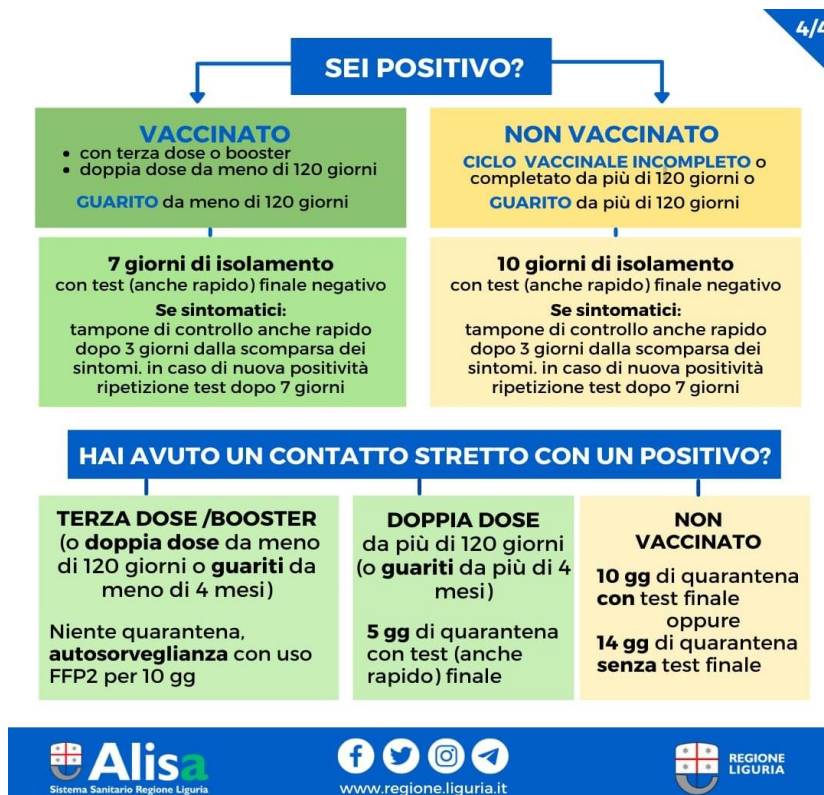 4/4
SEI POSITIVO?
VACCINATO
• con terza dose o booster
• doppia dose da meno di 120 giorni
GUARITO da meno di 120 giorni
NON VACCINATO
CICLO VACCINALE INCOMPLETO o
completato da più di 120 giorni o
GUARITO da più di 120 giorni
7 giorni di isolamento
con test (anche rapido) finale negativo
Se sintomatici:
tampone di controllo anche rapido
dopo 3 giorni dalla scomparsa dei
sintomi. in caso di nuova positività
ripetizione test dopo 7 giorni
10 giorni di isolamento
con test (anche rapido) finale negativo
Se sintomatici:
tampone di controllo anche rapido
dopo 3 giorni dalla scomparsa dei
sintomi. in caso di nuova positività
ripetizione test dopo 7 giorni
HAI AVUTO UN CONTATTO STRETTO CON UN POSITIVO?
TERZA DOSE /BOOSTER
(o doppia dose da meno
di 120 giorni o guariti da
meno di 4 mesi)
Niente quarantena,
autosorveglianza con uso
FFP2 per 10 gg
DOPPIA DOSE
da più di 120 giorni
(o guariti da più di 4
mesi)
5 gg di quarantena
con test (anche
rapido) finale
NON
VACCINATO
10 gg di quarantena
con test finale
oppure
14 gg di quarantena
senza test finale
Alisa
Sistema Sanitario Regione Liguria
www.regione.liguria.it
REGIONE
LIGURIA